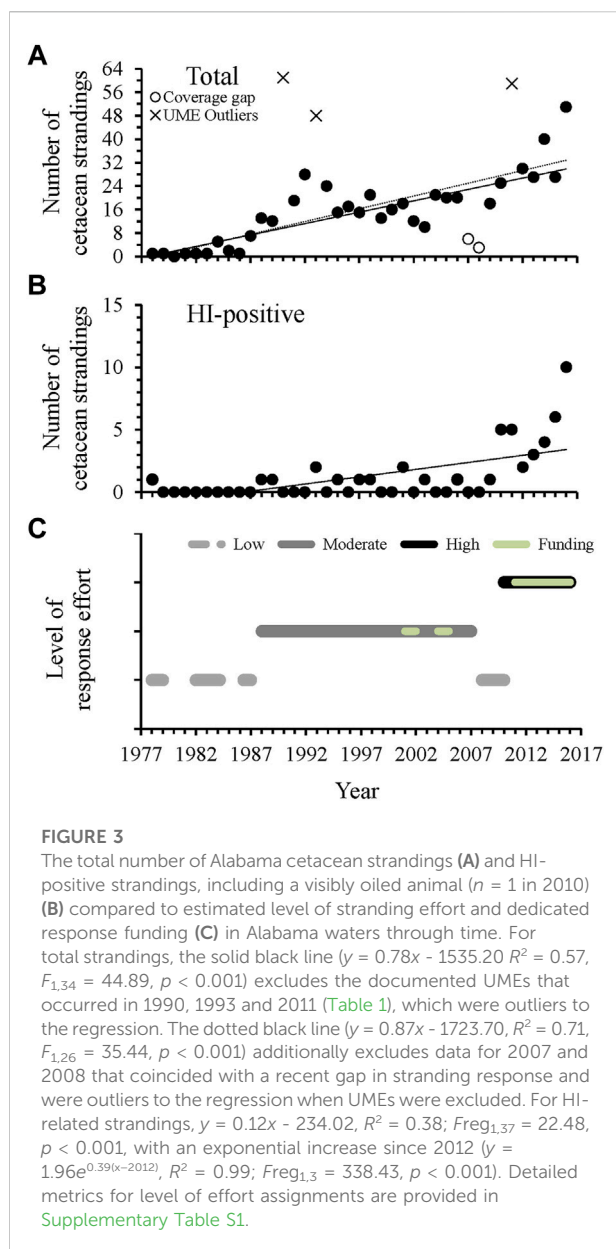 A
Total
Coverage gap
UME Outliers
Number of
cetacean strandings
64
56
48
40
32
24
16
8
0
B
HI-positive
Number of
cetacean strandings
15
10
5
0
C
Low Moderate High Funding
Level of
response effort
1977 1982 1987 1992 1997 2002 2007 2012 2017
Year
FIGURE 3
The total number of Alabama cetacean strandings (A) and HI-
positive strandings, including a visibly oiled animal (n = 1 in 2010)
(B) compared to estimated level of stranding effort and dedicated
response funding (C) in Alabama waters through time. For
total strandings, the solid black line (y = 0.78x - 1535.20 R² = 0.57,
F1,34 = 44.89, p < 0.001) excludes the documented UMEs that
occurred in 1990, 1993 and 2011 (Table 1), which were outliers to
the regression. The dotted black line (y = 0.87x - 1723.70, R² = 0.71,
F1,26 = 35.44, p < 0.001) additionally excludes data for 2007 and
2008 that coincided with a recent gap in stranding response and
were outliers to the regression when UMEs were excluded. For HI-
related strandings, y = 0.12x - 234.02, R² = 0.38; Freg1,37 = 22.48,
p < 0.001, with an exponential increase since 2012 (y =
1.96e^0.39(x–2012), R² = 0.99; Freg1,3 = 338.43, p < 0.001). Detailed
metrics for level of effort assignments are provided in
Supplementary Table S1.